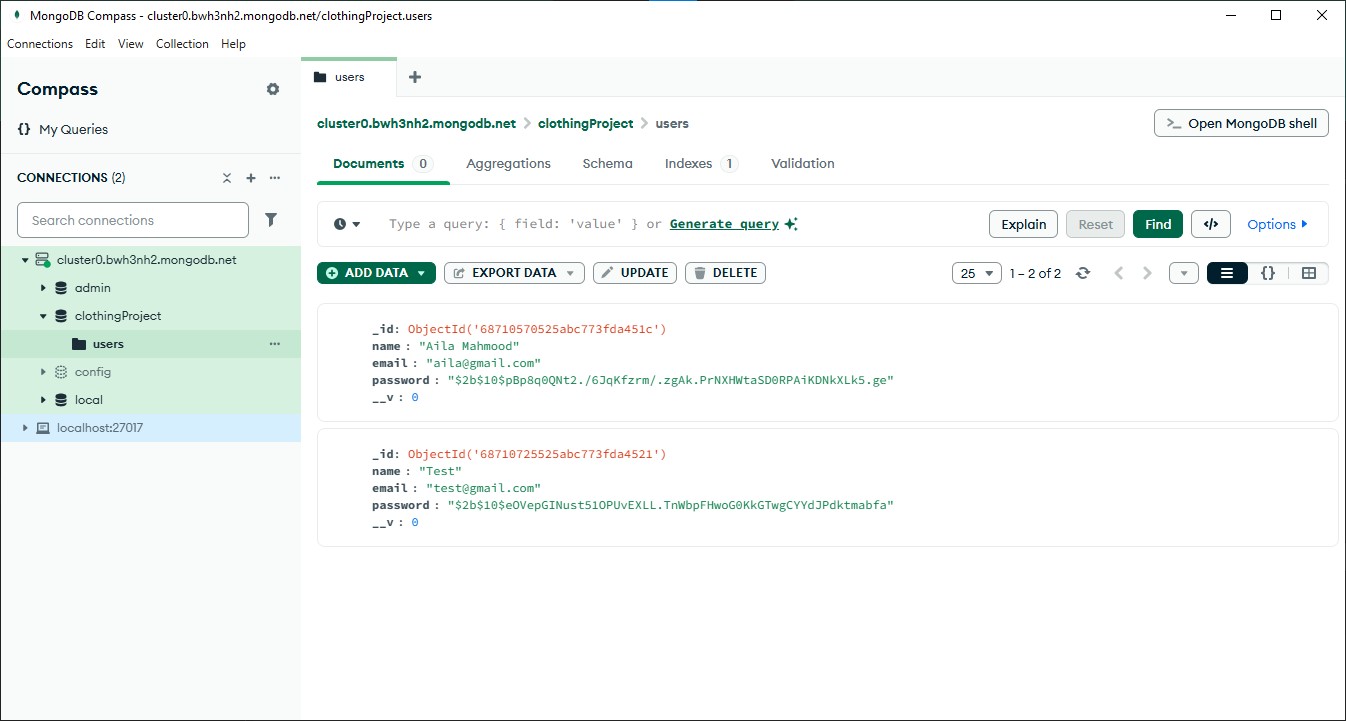 MongoDB Compass - cluster0.bwh3nh2.mongodb.net/clothingProject.users
Connections Edit View Collection Help
Compass
{} My Queries
CONNECTIONS (2)
Search connections
cluster0.bwh3nh2.mongodb.net
admin
clothingProject
users
config
local
localhost:27017
users
cluster0.bwh3nh2.mongodb.net > clothingProject > users
>_ Open MongoDB shell
Documents 0 Aggregations Schema Indexes 1 Validation
Type a query: { field: 'value' } or Generate query
Explain Reset Find </> Options
ADD DATA EXPORT DATA UPDATE DELETE
25 1 – 2 of 2 {}
_id: ObjectId('68710570525abc773fda451c')
name : "Aila Mahmood"
email : "aila@gmail.com"
password : "$2b$10$pBp8q0QNt2./6JqKfzrm/.zgAk.PrNXHWtaSD0RPAiKDNkXLk5.ge"
__v : 0
_id: ObjectId('68710725525abc773fda4521')
name : "Test"
email : "test@gmail.com"
password : "$2b$10$eOVepGINust51OPUvEXLL.TnWbpFHwoG0KkGTwgCYYdJPdktmabfa"
__v : 0